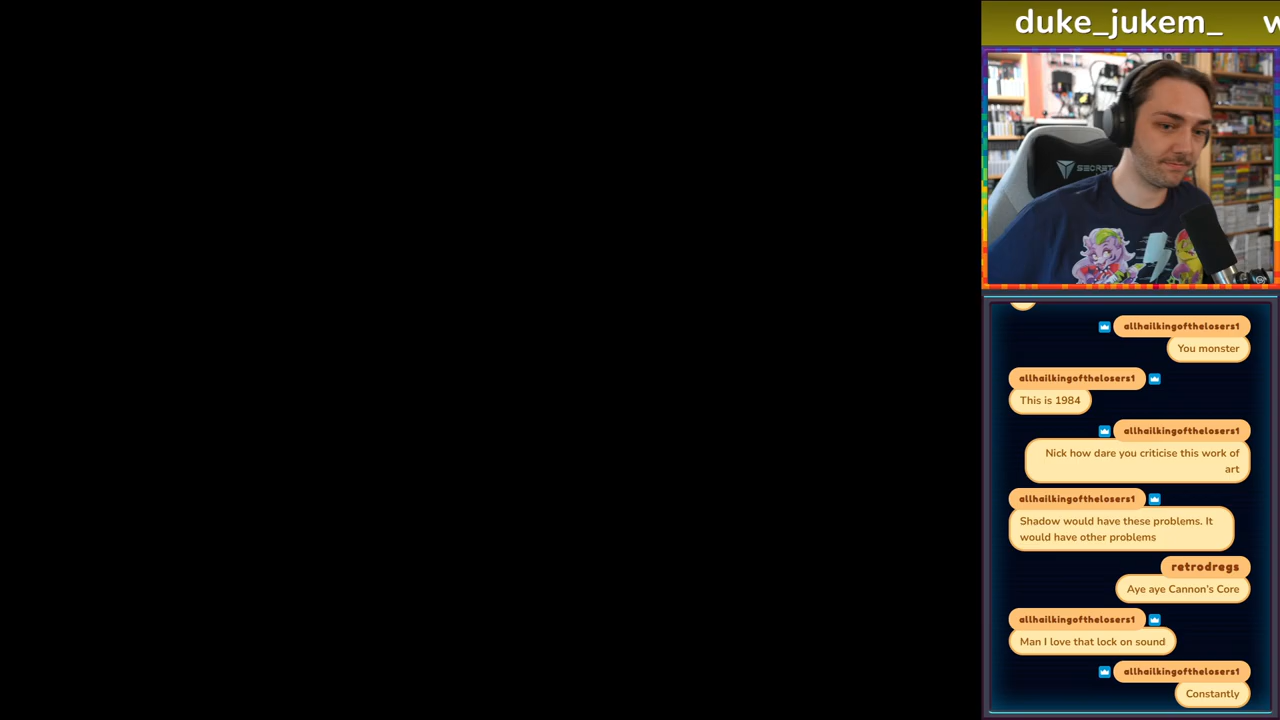 duke_jukem_ w
SECRET
allhailkingofthelosers1
You monster
allhailkingofthelosers1
This is 1984
allhailkingofthelosers1
Nick how dare you criticise this work of
art
allhailkingofthelosers1
Shadow would have these problems. It
would have other problems
retrodregs
Aye aye Cannon's Core
allhailkingofthelosers1
Man I love that lock on sound
allhailkingofthelosers1
Constantly